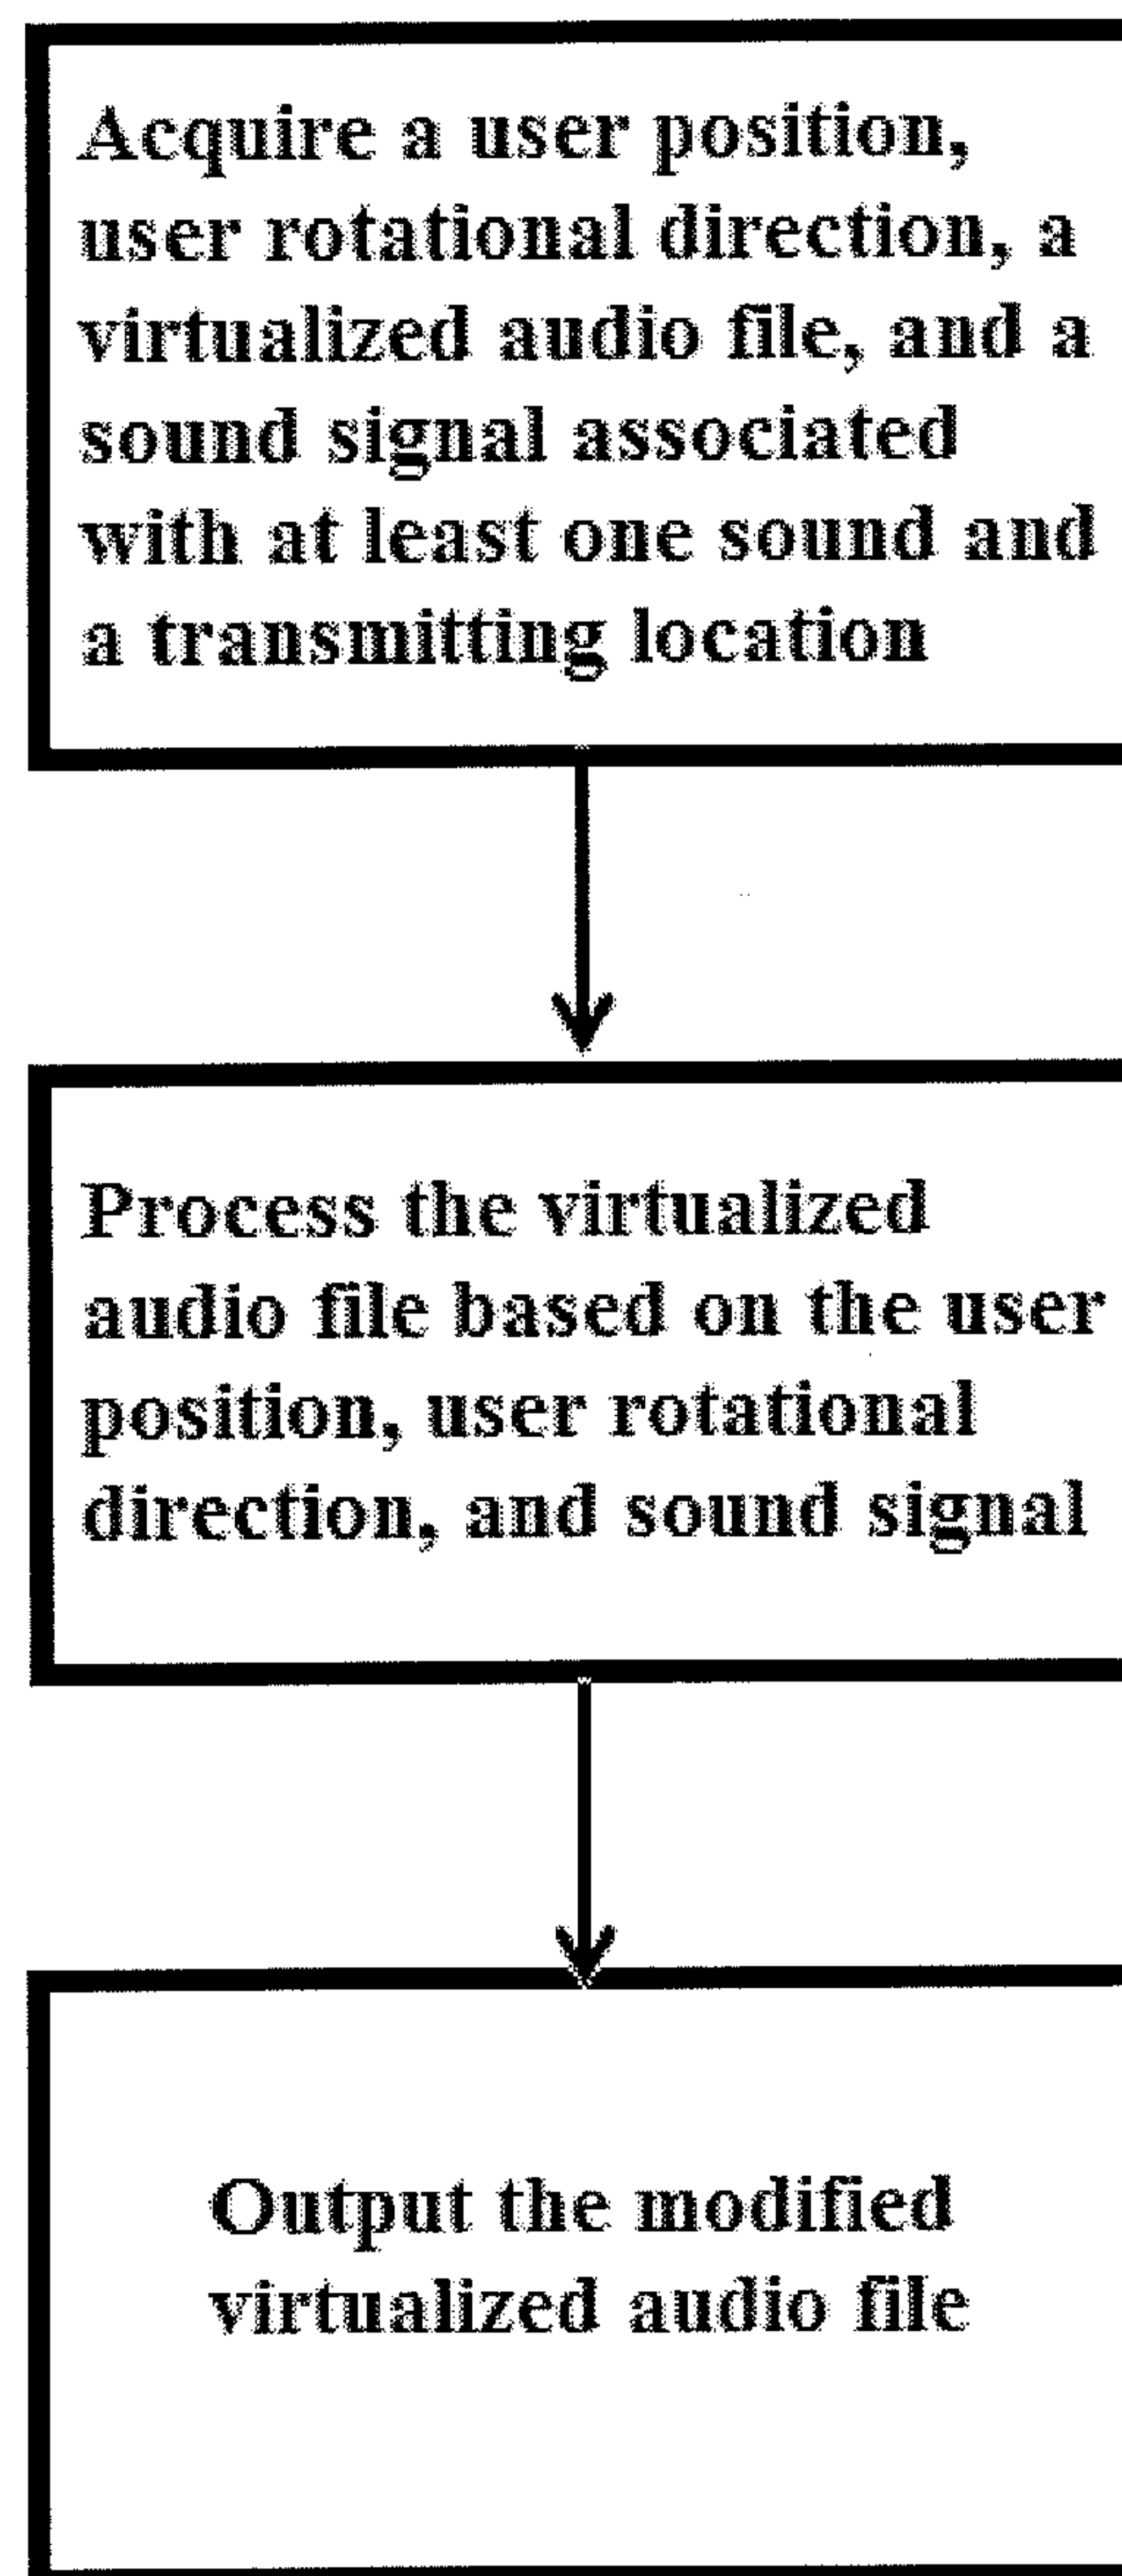 Acquire a user position,
user rotational direction, a
virtualized audio file, and a
sound signal associated
with at least one sound and
a transmitting location
Process the virtualized
audio file based on the user
position, user rotational
direction, and sound signal
Output the modified
virtualized audio file